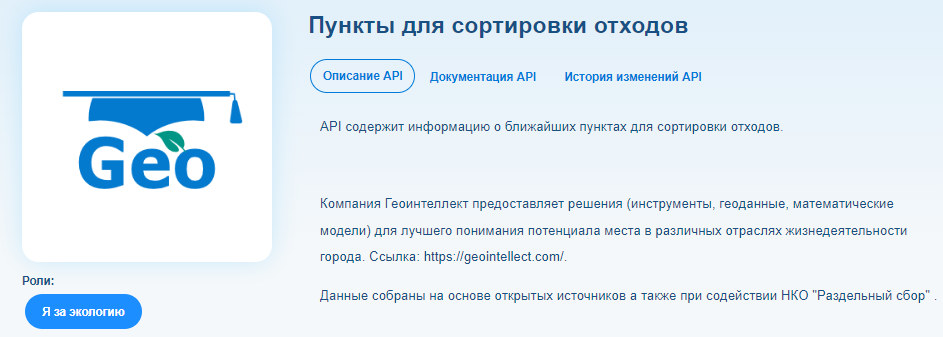 Пункты для сортировки отходов
Описание API
Документация API
История изменений API
API содержит информацию о ближайших пунктах для сортировки отходов.
Geo
Компания Геоинтеллект предоставляет решения (инструменты, геоданные, математические
модели) для лучшего понимания потенциала места в различных отраслях жизнедеятельности
города. Ссылка: https://geointellect.com/.
Данные собраны на основе открытых источников а также при содействии НКО "Раздельный сбор" .
Роли:
Я за экологию